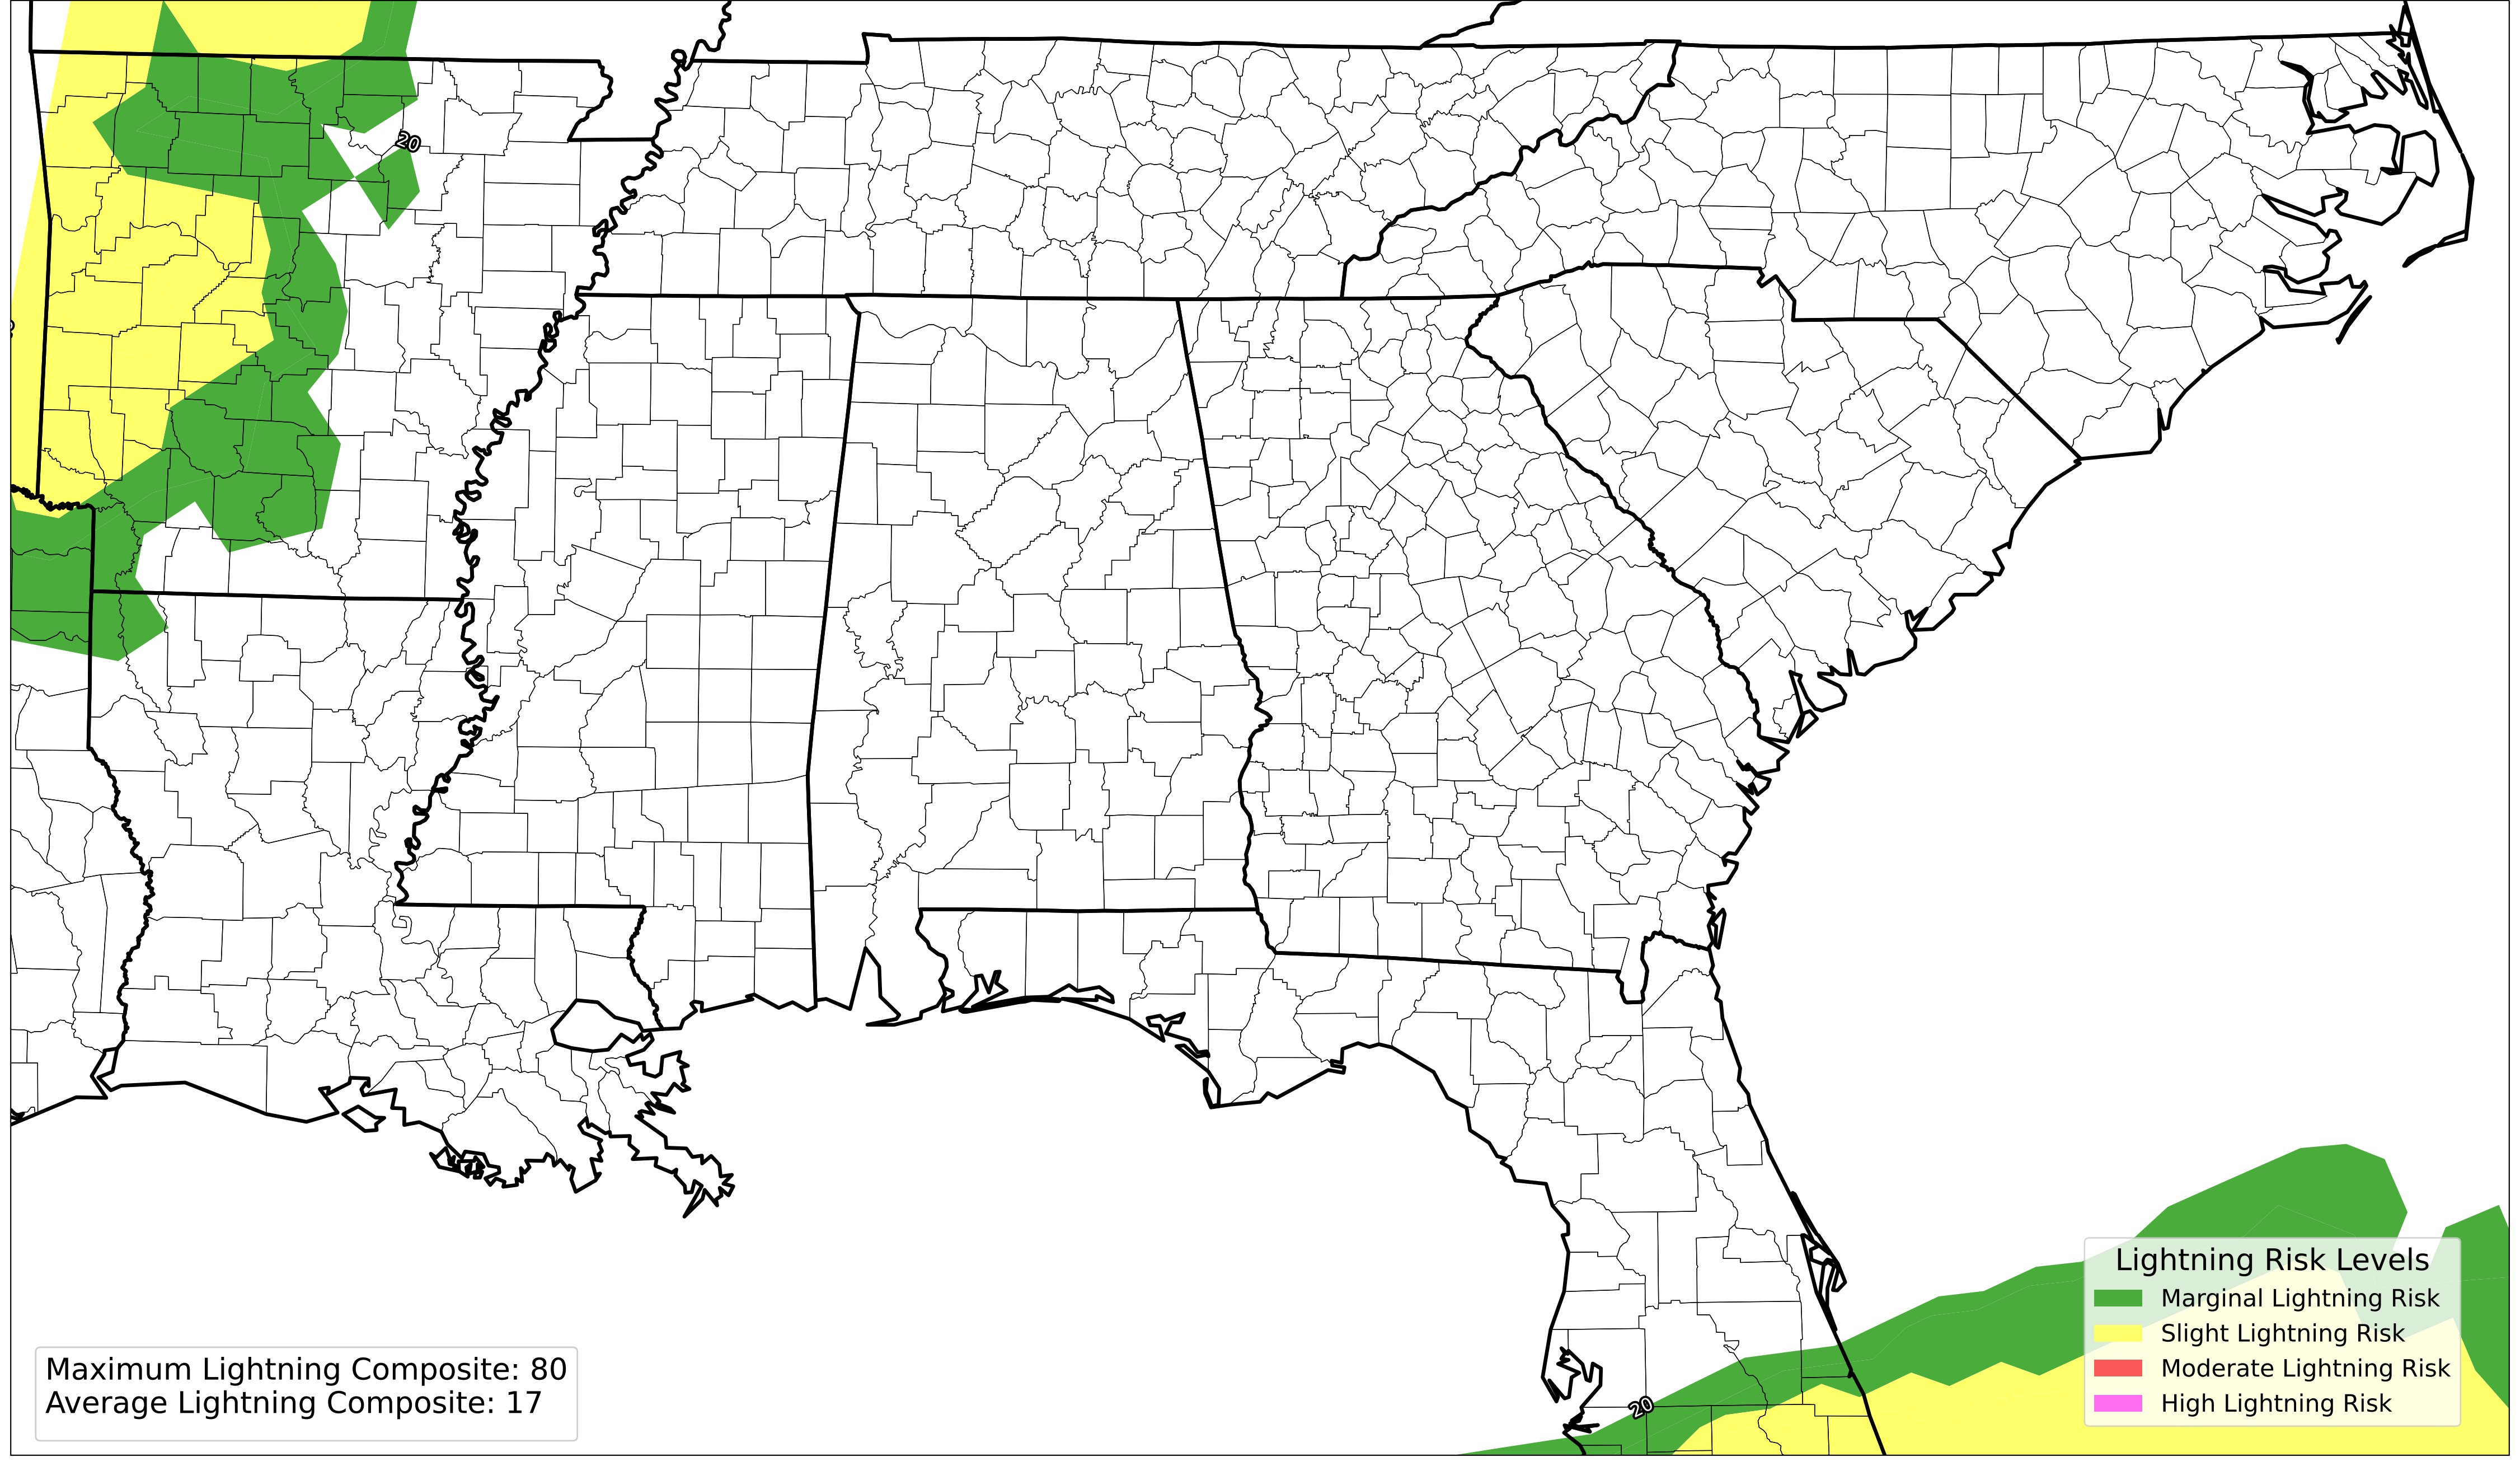 20
20
Lightning Risk Levels
Marginal Lightning Risk
Slight Lightning Risk
Moderate Lightning Risk
High Lightning Risk
Maximum Lightning Composite: 80
Average Lightning Composite: 17